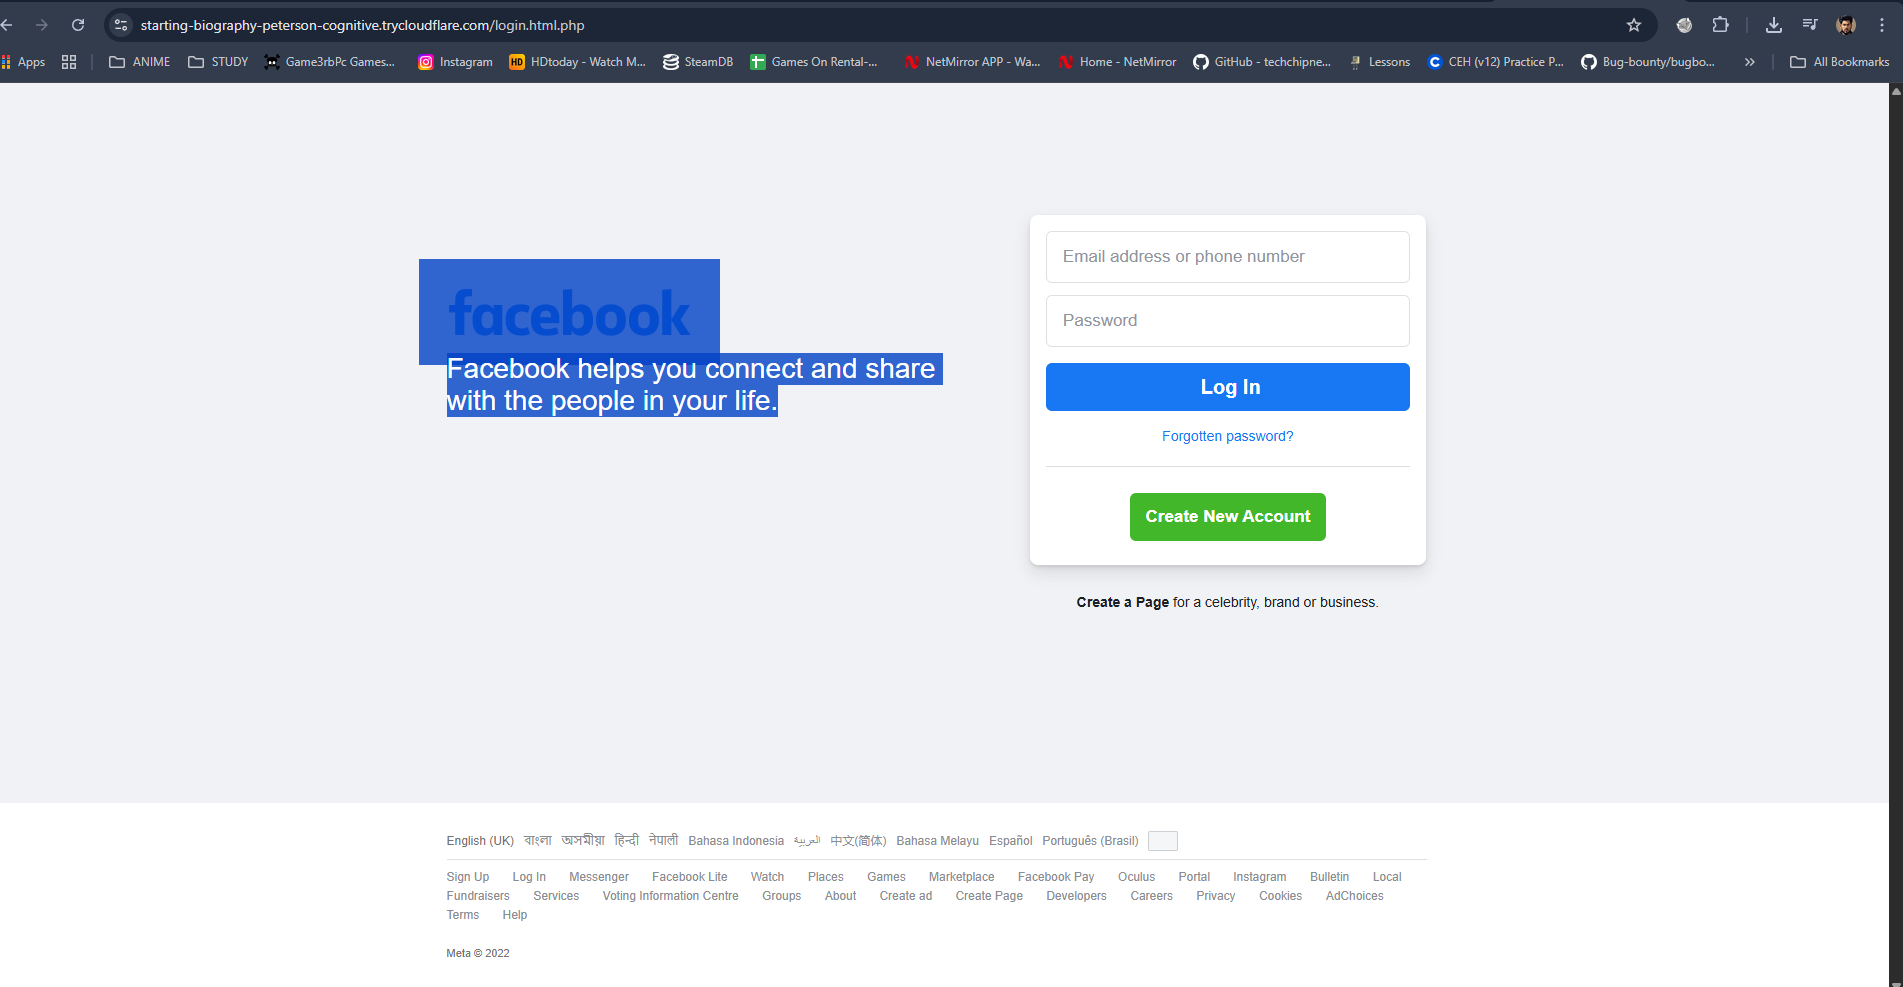 starting-biography-peterson-cognitive.trycloudflare.com/login.html.php
Apps ANIME STUDY Game3rbPc Games... Instagram HDtoday - Watch M... SteamDB Games On Rental-... NetMirror APP - Wa... Home - NetMirror GitHub - techchipne... Lessons CEH (v12) Practice P... Bug-bounty/bugbo... » All Bookmarks
facebook
Facebook helps you connect and share
with the people in your life.
Email address or phone number
Password
Log In
Forgotten password?
Create New Account
Create a Page for a celebrity, brand or business.
English (UK) বাংলা অসমীয়া हिन्दी नेपाली Bahasa Indonesia العربية 中文(简体) Bahasa Melayu Español Português (Brasil)
Sign Up Log In Messenger Facebook Lite Watch Places Games Marketplace Facebook Pay Oculus Portal Instagram Bulletin Local
Fundraisers Services Voting Information Centre Groups About Create ad Create Page Developers Careers Privacy Cookies AdChoices
Terms Help
Meta © 2022